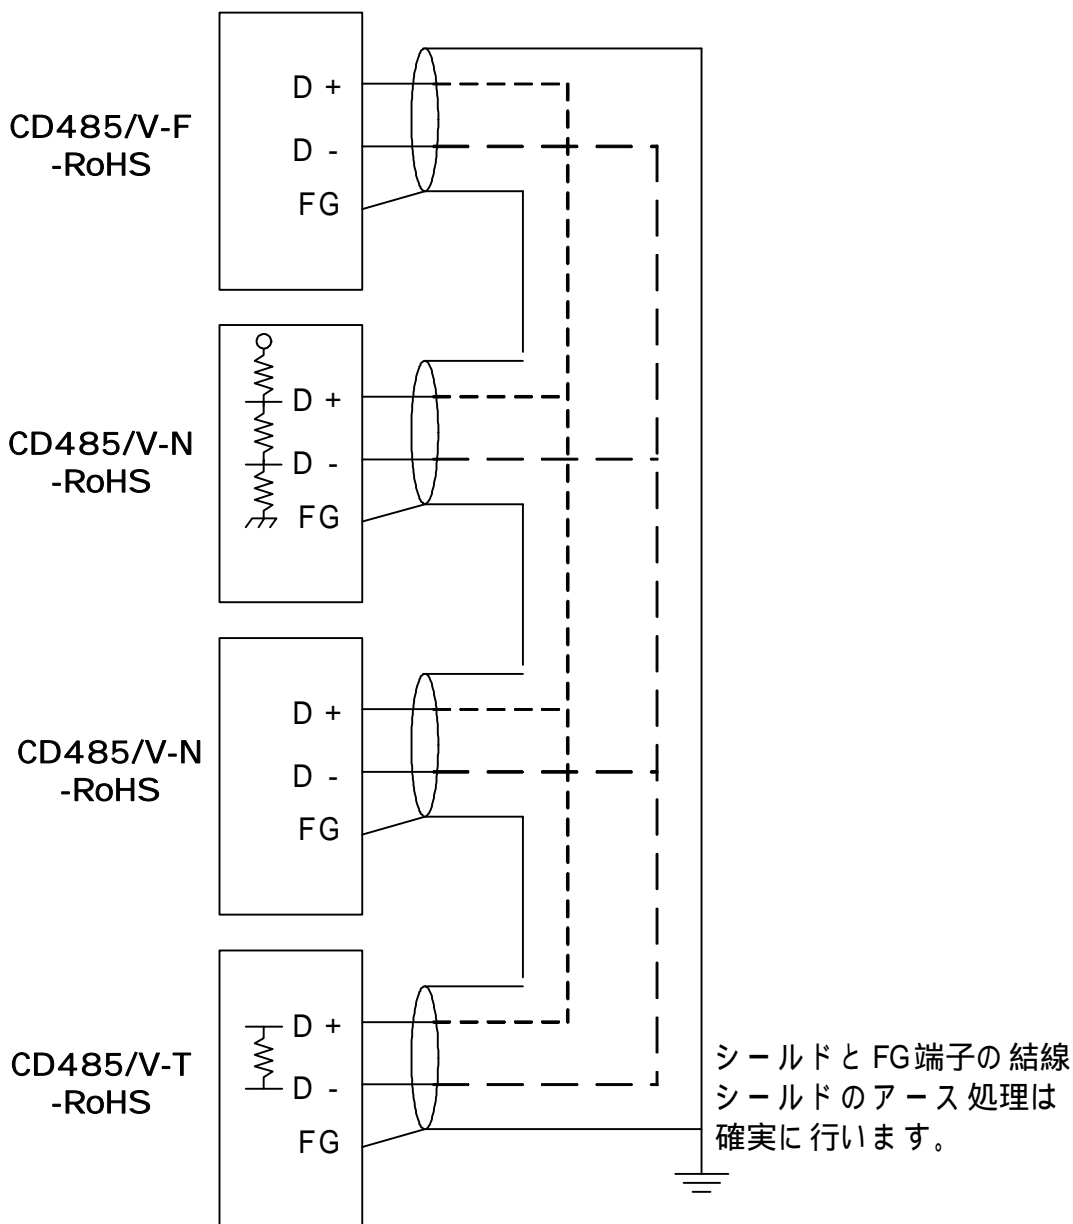 CD485/V-F
-RoHS
D +
D -
FG
CD485/V-N
-RoHS
D +
D -
FG
CD485/V-N
-RoHS
D +
D -
FG
CD485/V-T
-RoHS
D +
D -
FG
シールドとFG端子の結線
シールドのアース処理は
確実に行います。